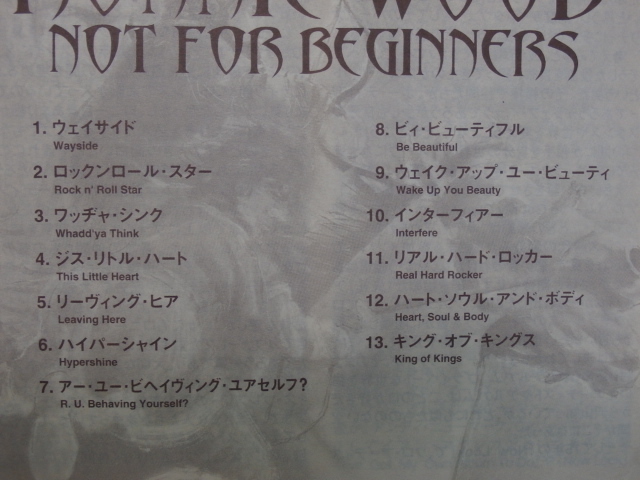 RONNIE WOOD
NOT FOR BEGINNERS
1. ウェイサイド
Wayside
2. ロックンロール・スター
Rock n' Roll Star
3. ワッヂャ・シンク
Whadd'ya Think
4. ジス・リトル・ハート
This Little Heart
5. リーヴィング・ヒア
Leaving Here
6. ハイパーシャイン
Hypershine
7. アー・ユー・ビヘイヴィング・ユアセルフ?
R. U. Behaving Yourself?
8. ビィ・ビューティフル
Be Beautiful
9. ウェイク・アップ・ユー・ビューティ
Wake Up You Beauty
10. インターフィアー
Interfere
11. リアル・ハード・ロッカー
Real Hard Rocker
12. ハート・ソウル・アンド・ボディ
Heart, Soul & Body
13. キング・オブ・キングス
King of Kings